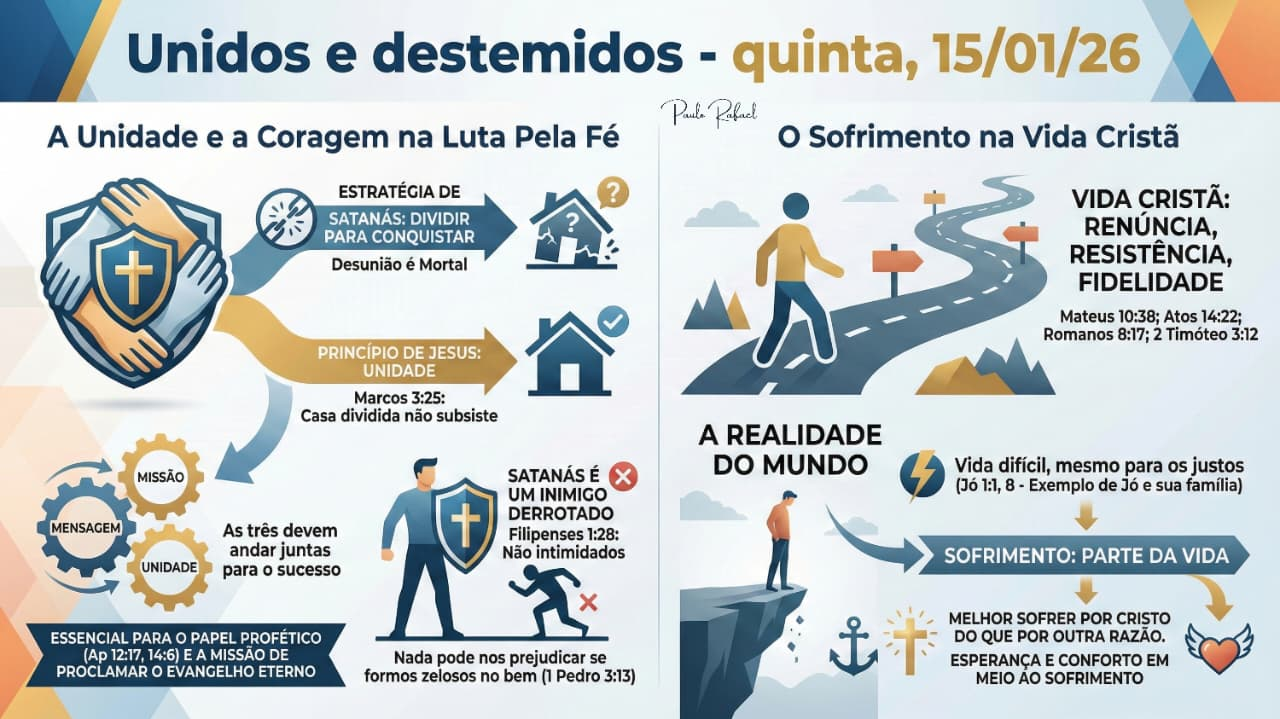 Unidos e destemidos - quinta, 15/01/26
Paulo Rafael
A Unidade e a Coragem na Luta Pela Fé
ESTRATÉGIA DE
SATANÁS: DIVIDIR
PARA CONQUISTAR
Desunião é Mortal
?
?
PRINCÍPIO DE JESUS:
UNIDADE
Marcos 3:25:
Casa dividida não subsiste
MISSÃO
MENSAGEM
UNIDADE
As três devem
andar juntas
para o sucesso
ESSENCIAL PARA O PAPEL PROFÉTICO
(Ap 12:17, 14:6) E A MISSÃO DE
PROCLAMAR O EVANGELHO ETERNO
SATANÁS É
UM INIMIGO
DERROTADO
Filipenses 1:28:
Não intimidados
Nada pode nos prejudicar se
formos zelosos no bem (1 Pedro 3:13)
O Sofrimento na Vida Cristã
VIDA CRISTÃ:
RENÚNCIA,
RESISTÊNCIA,
FIDELIDADE
Mateus 10:38; Atos 14:22;
Romanos 8:17; 2 Timóteo 3:12
A REALIDADE
DO MUNDO
Vida difícil, mesmo para os justos
(Jó 1:1, 8 - Exemplo de Jó e sua família)
SOFRIMENTO: PARTE DA VIDA
MELHOR SOFRER POR CRISTO
DO QUE POR OUTRA RAZÃO.
ESPERANÇA E CONFORTO EM
MEIO AO SOFRIMENTO